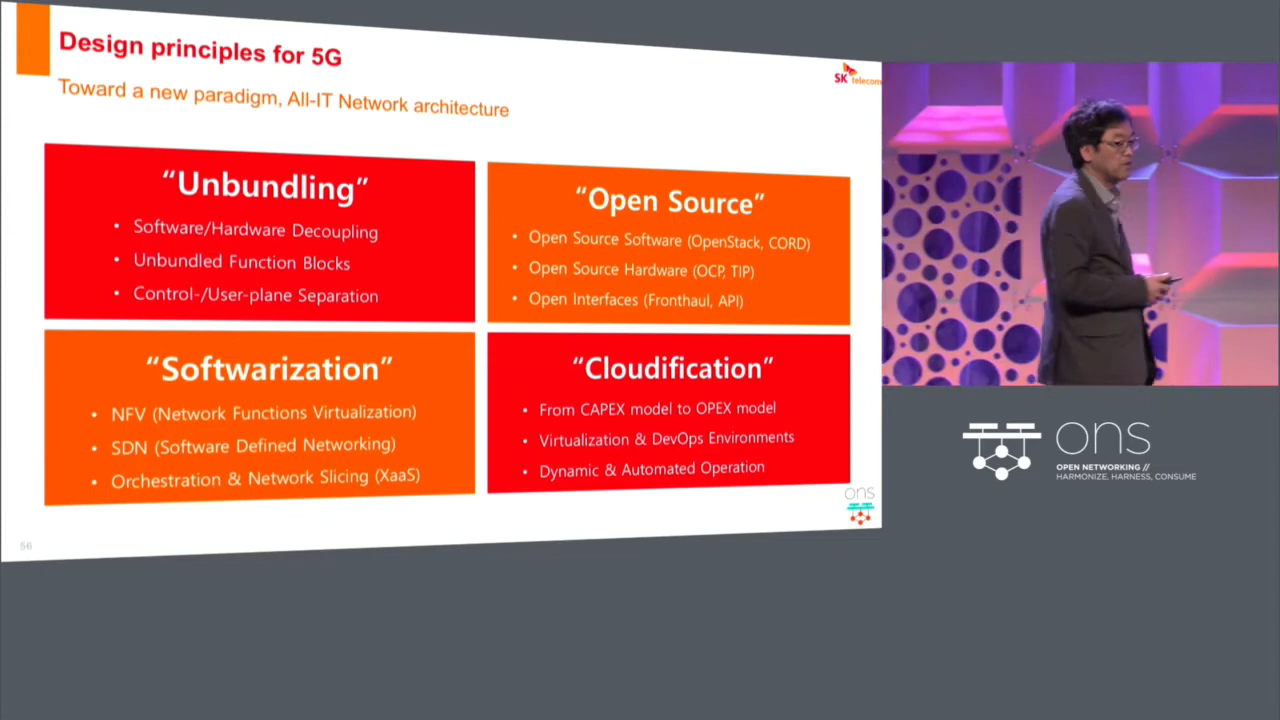 Design principles for 5G
Toward a new paradigm, All-IT Network architecture
SK telecom
“Unbundling”
• Software/Hardware Decoupling
• Unbundled Function Blocks
• Control-/User-plane Separation
“Open Source”
• Open Source Software (OpenStack, CORD)
• Open Source Hardware (OCP, TIP)
• Open Interfaces (Fronthaul, API)
“Softwarization”
• NFV (Network Functions Virtualization)
• SDN (Software Defined Networking)
• Orchestration & Network Slicing (XaaS)
“Cloudification”
• From CAPEX model to OPEX model
• Virtualization & DevOps Environments
• Dynamic & Automated Operation
ons
56
ons
OPEN NETWORKING //
HARMONIZE, HARNESS, CONSUME